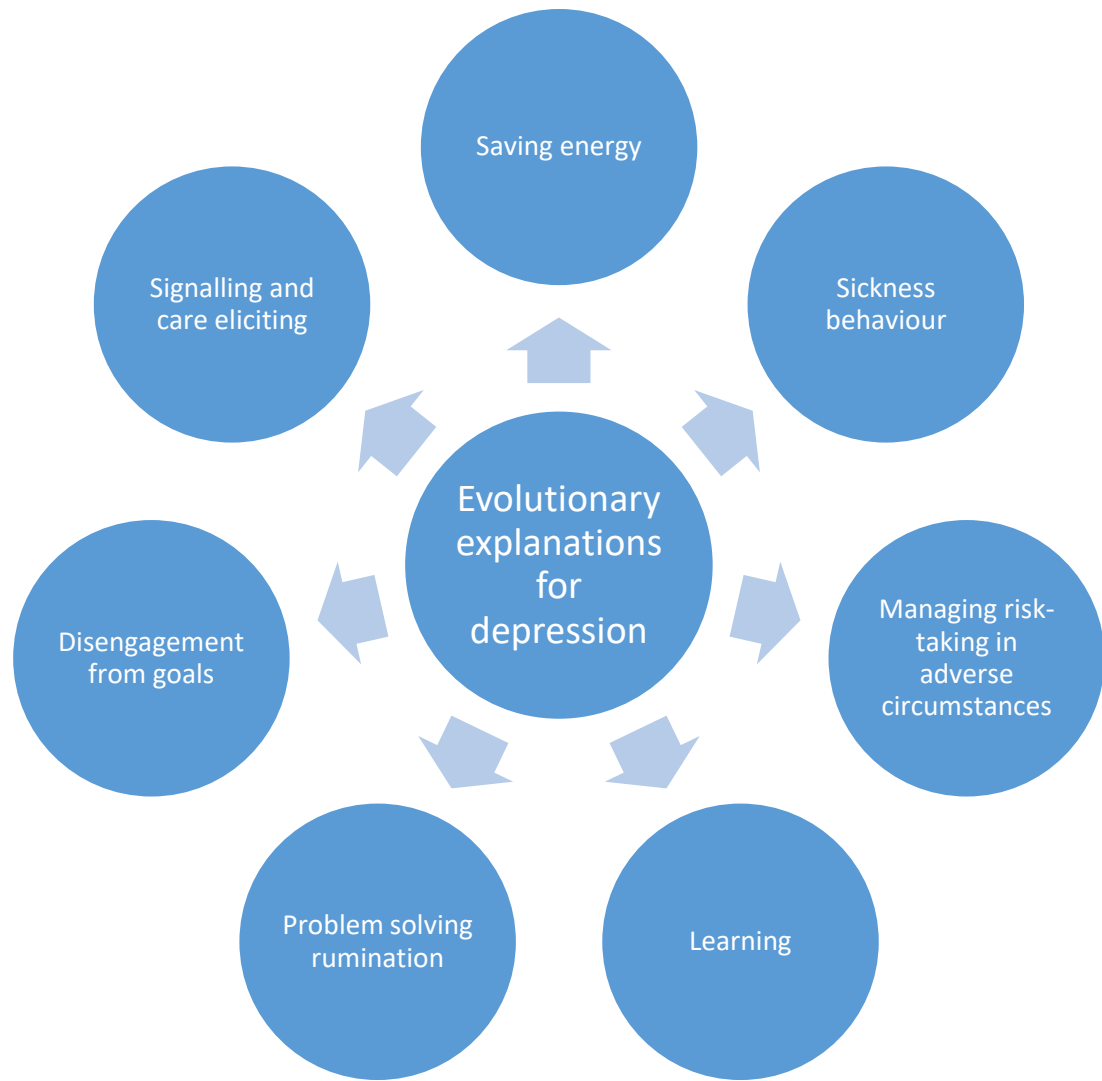 Saving energy
Sickness
behaviour
Managing risk-
taking in
adverse
circumstances
Learning
Problem solving
rumination
Disengagement
from goals
Signalling and
care eliciting
Evolutionary
explanations
for
depression